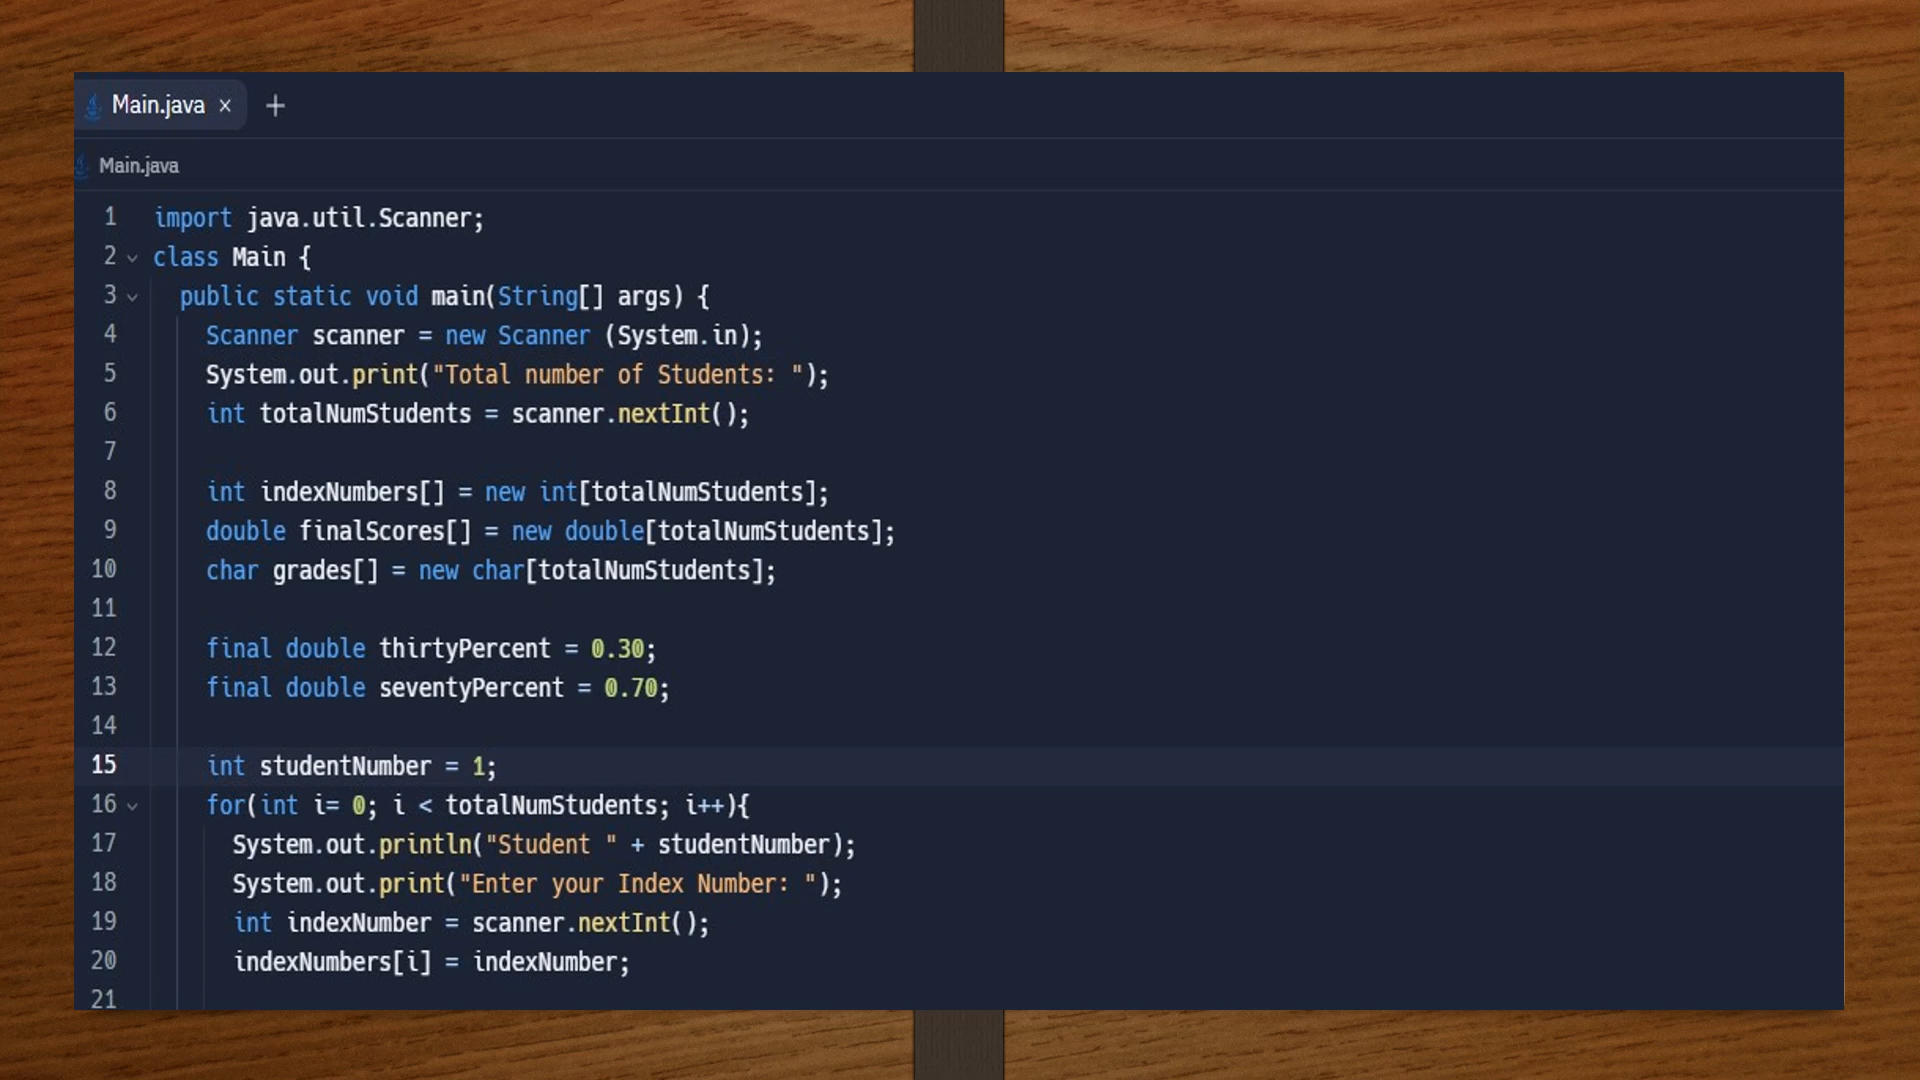 Main.java × +
Main.java
1 import java.util.Scanner;
2 class Main {
3 public static void main(String[] args) {
4 Scanner scanner = new Scanner (System.in);
5 System.out.print("Total number of Students: ");
6 int totalNumStudents = scanner.nextInt();
7
8 int indexNumbers[] = new int[totalNumStudents];
9 double finalScores[] = new double[totalNumStudents];
10 char grades[] = new char[totalNumStudents];
11
12 final double thirtyPercent = 0.30;
13 final double seventyPercent = 0.70;
14
15 int studentNumber = 1;
16 for(int i= 0; i < totalNumStudents; i++){
17 System.out.println("Student " + studentNumber);
18 System.out.print("Enter your Index Number: ");
19 int indexNumber = scanner.nextInt();
20 indexNumbers[i] = indexNumber;
21